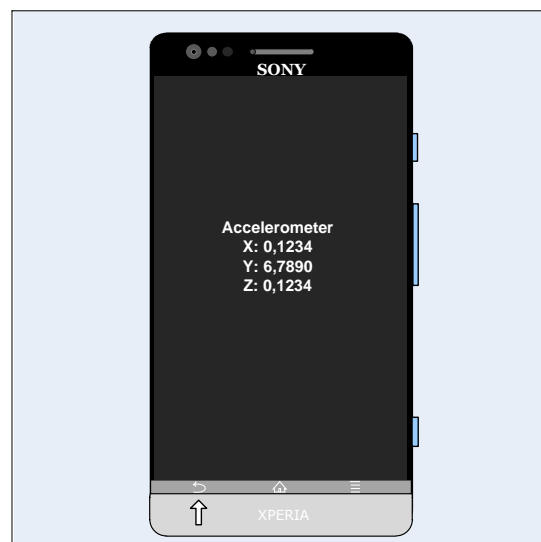 SONY
Accelerometer
X: 0,1234
Y: 6,7890
Z: 0,1234
XPERIA